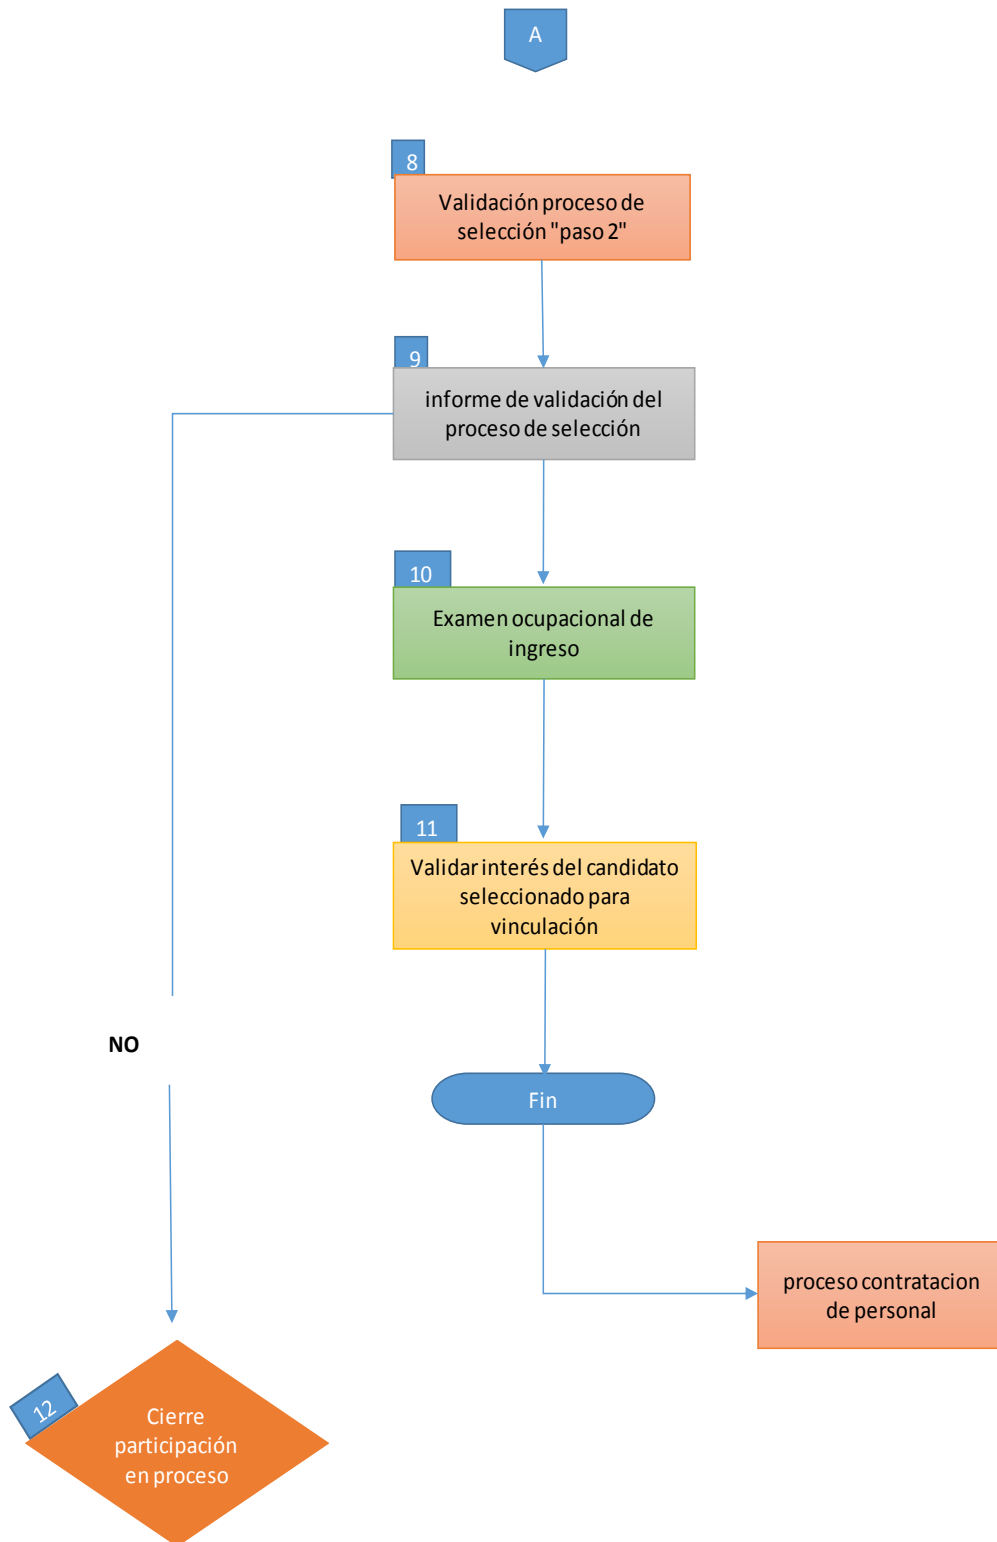 A
8
Validación proceso de
selección "paso 2"
9
informe de validación del
proceso de selección
10
Examen ocupacional de
ingreso
11
Validar interés del candidato
seleccionado para
vinculación
NO
Fin
proceso contratacion
de personal
12
Cierre
participación
en proceso